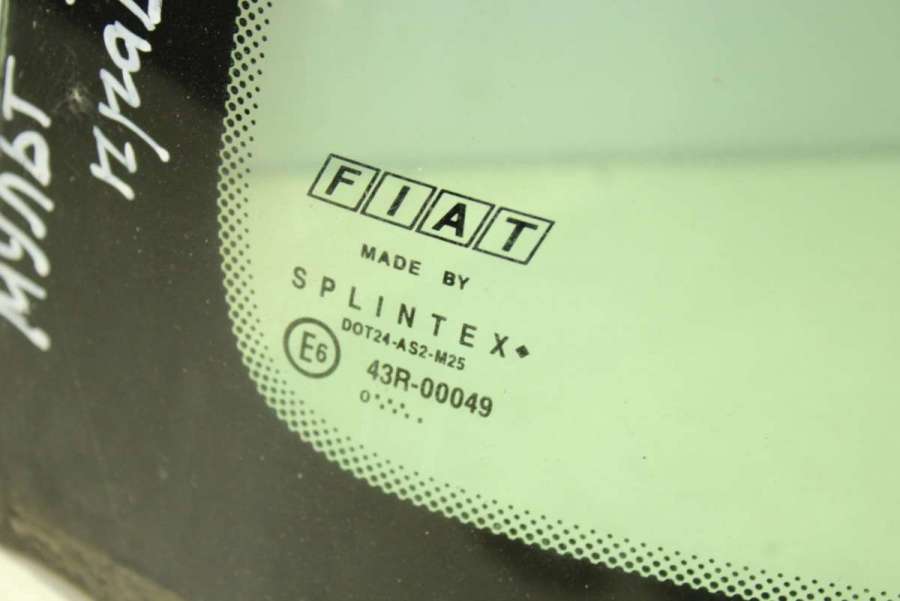 МУЛЬТ
FIAT
MADE BY
SPLINTEX
DOT24-AS2-M25
E6
43R-00049